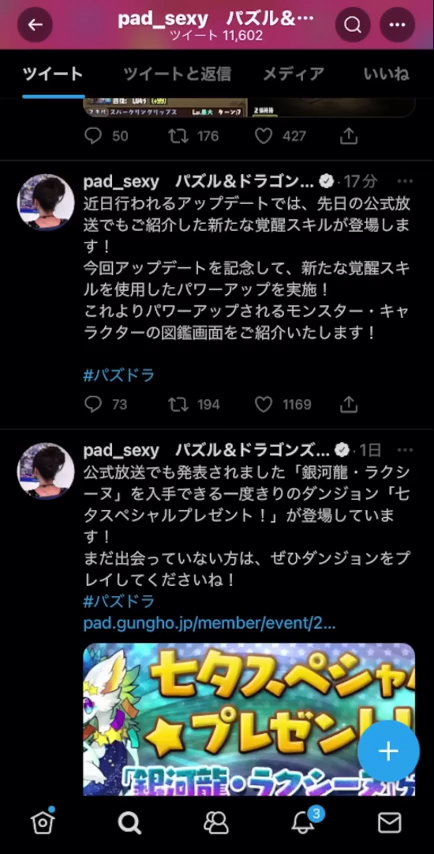 pad_sexy パズル&…
ツイート 11,602
ツイート
ツイートと返信
メディア
いいね
50
176
427
pad_sexy パズル&ドラゴン... · 17分
近日行われるアップデートでは、先日の公式放
送でもご紹介した新たな覚醒スキルが登場しま
す！
今回アップデートを記念して、新たな覚醒スキ
ルを使用したパワーアップを実施！
これよりパワーアップされるモンスター・キャ
ラクターの図鑑画面をご紹介いたします！
#パズドラ
73
194
1169
pad_sexy パズル&ドラゴンズ... · 1日
公式放送でも発表されました「銀河龍・ラクシ
ーヌ」を入手できる一度きりのダンジョン「七
夕スペシャルプレゼント！」が登場していま
す！
まだ出会っていない方は、ぜひダンジョンをプ
レイしてくださいね！
#パズドラ
pad.gungho.jp/member/event/2...
七夕スペシャ
プレゼント!!
「銀河龍・ラクシーヌ」
3